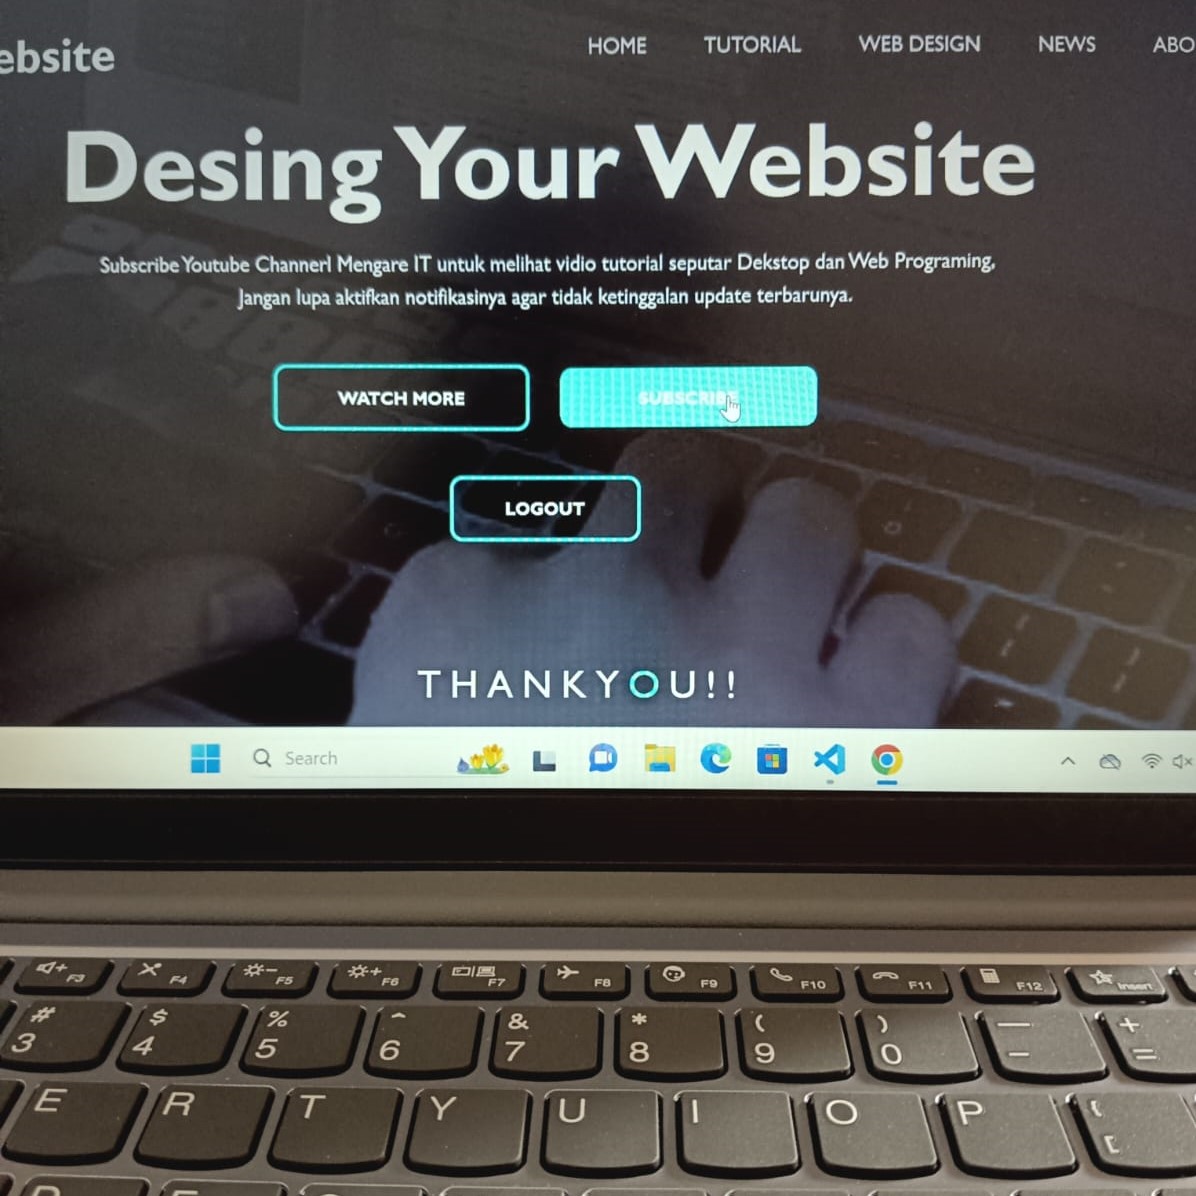 ebsite HOME TUTORIAL WEB DESIGN NEWS ABO
Desing Your Website
Subscribe Youtube Channerl Mengare IT untuk melihat vidio tutorial seputar Dekstop dan Web Programing,
Jangan lupa aktifkan notifikasinya agar tidak ketinggalan update terbarunya.
WATCH MORE SUBSCRIBE
LOGOUT
THANKYOU!!
Search
F3 F4 F5 F6 F7 F8 F9 F10 F11 F12 Insert
# $ % ^ & * ( ) — +
3 4 5 6 7 8 9 0 - =
E R T Y U I O P {
[